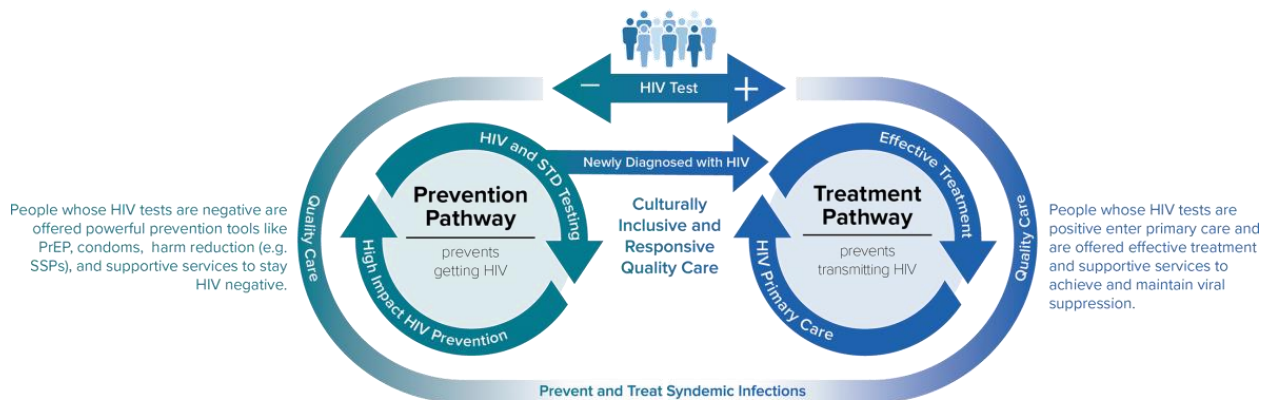 − HIV Test +
HIV and STD Testing
High Impact HIV Prevention
Prevention
Pathway
prevents
getting HIV
Newly Diagnosed with HIV
Culturally
Inclusive and
Responsive
Quality Care
Effective Treatment
HIV Primary Care
Treatment
Pathway
prevents
transmitting HIV
Quality Care
Quality Care
People whose HIV tests are negative are
offered powerful prevention tools like
PrEP, condoms, harm reduction (e.g.
SSPs), and supportive services to stay
HIV negative.
People whose HIV tests are
positive enter primary care and
are offered effective treatment
and supportive services to
achieve and maintain viral
suppression.
Prevent and Treat Syndemic Infections